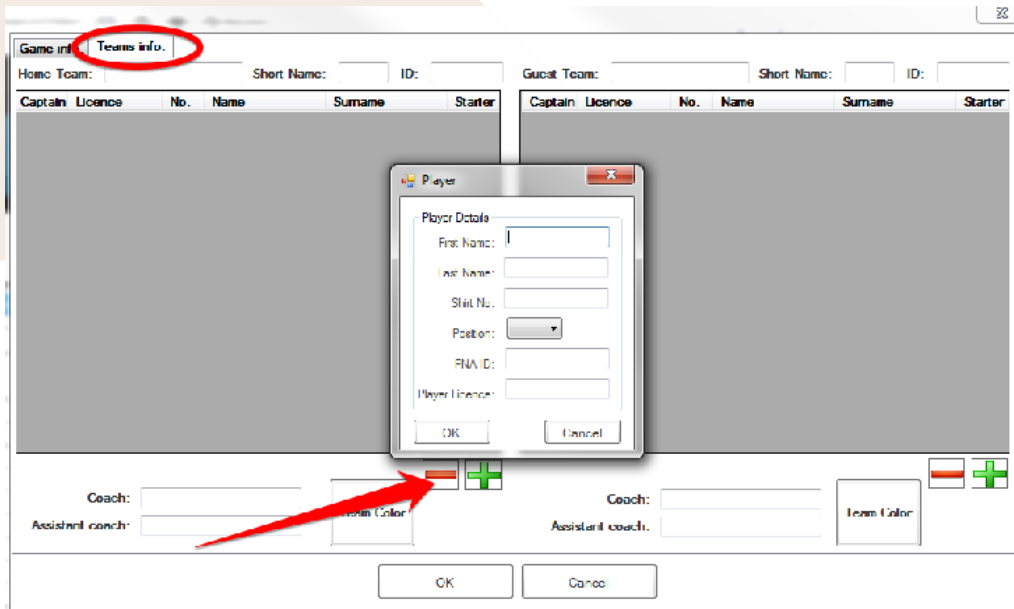 Game info. Teams info.
Home Team: Short Name: ID: Guest Team: Short Name: ID:
Captain Licence No. Name Surname Starter Captain Licence No. Name Surname Starter
Player
Player Details
First Name:
Last Name:
Shirt No.
Position:
Player Licence:
OK Cancel
Coach: Coach:
Assistant coach: Team Color Assistant coach: Team Color
OK Cancel